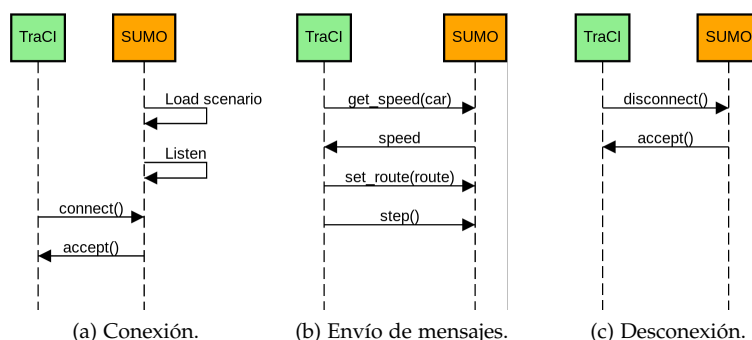 TraCI SUMO
Load scenario
Listen
connect()
accept()
(a) Conexión.
TraCI SUMO
get_speed(car)
speed
set_route(route)
step()
(b) Envío de mensajes.
TraCI SUMO
disconnect()
accept()
(c) Desconexión.